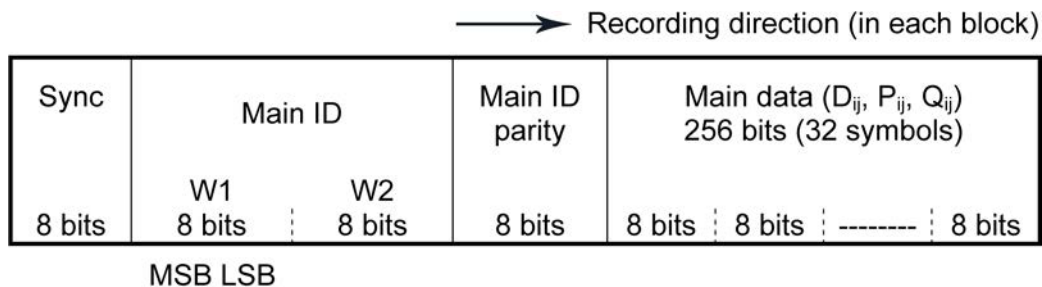 Recording direction (in each block)
Sync
Main ID
Main ID parity
Main data (Dij, Pij, Qij)
256 bits (32 symbols)
W1
W2
8 bits
8 bits
8 bits
8 bits
8 bits
8 bits
--------
8 bits
MSB LSB